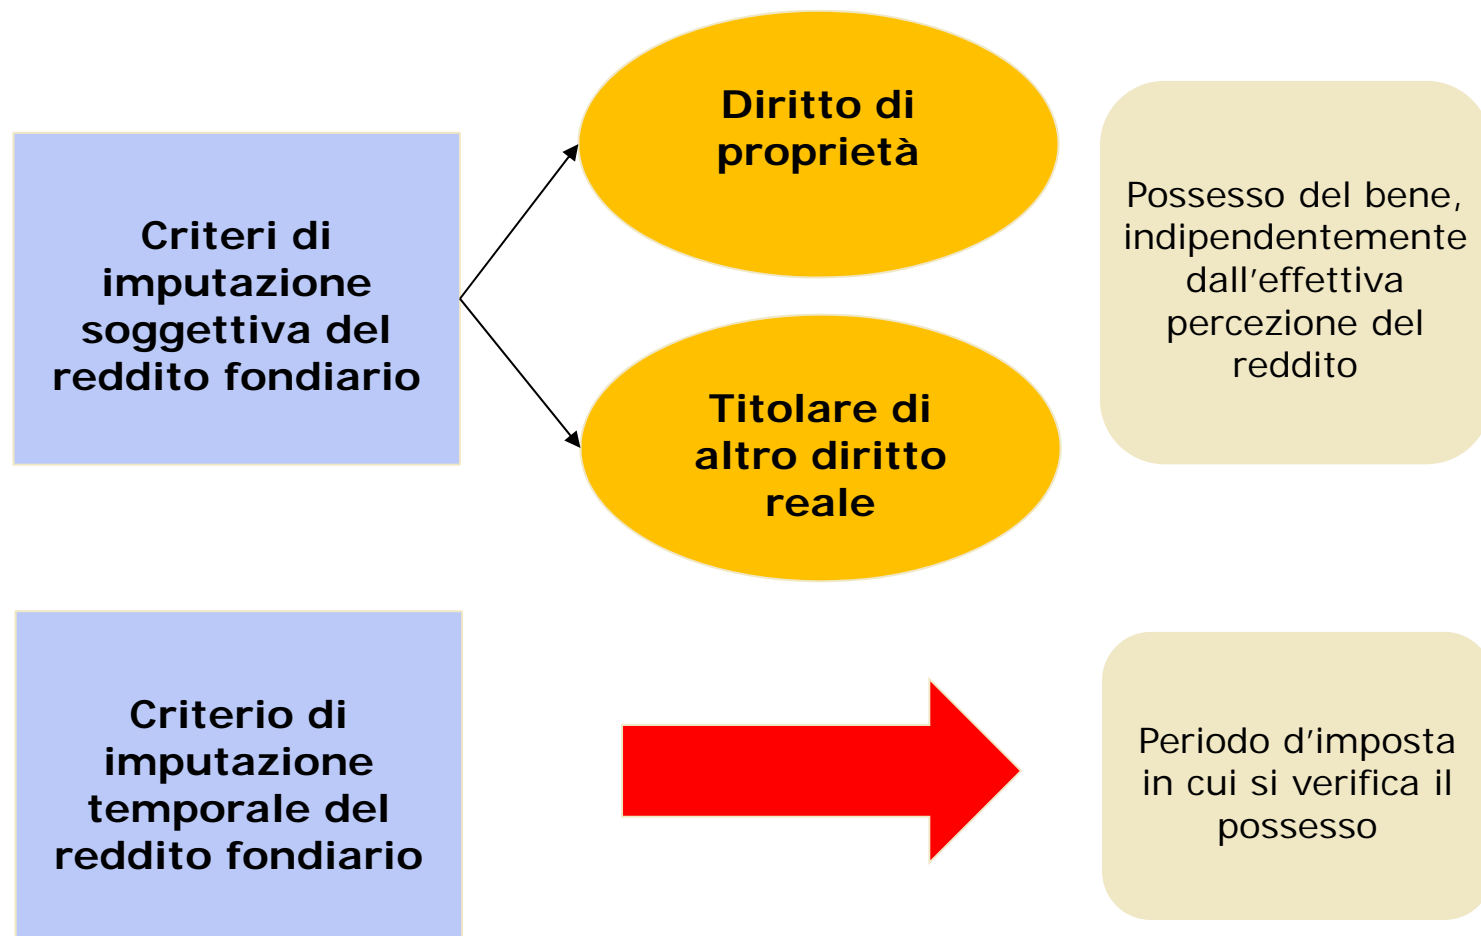 Criteri di
imputazione
soggettiva del
reddito fondiario
Diritto di
proprietà
Titolare di
altro diritto
reale
Possesso del bene,
indipendentemente
dall’effettiva
percezione del
reddito
Criterio di
imputazione
temporale del
reddito fondiario
Periodo d’imposta
in cui si verifica il
possesso